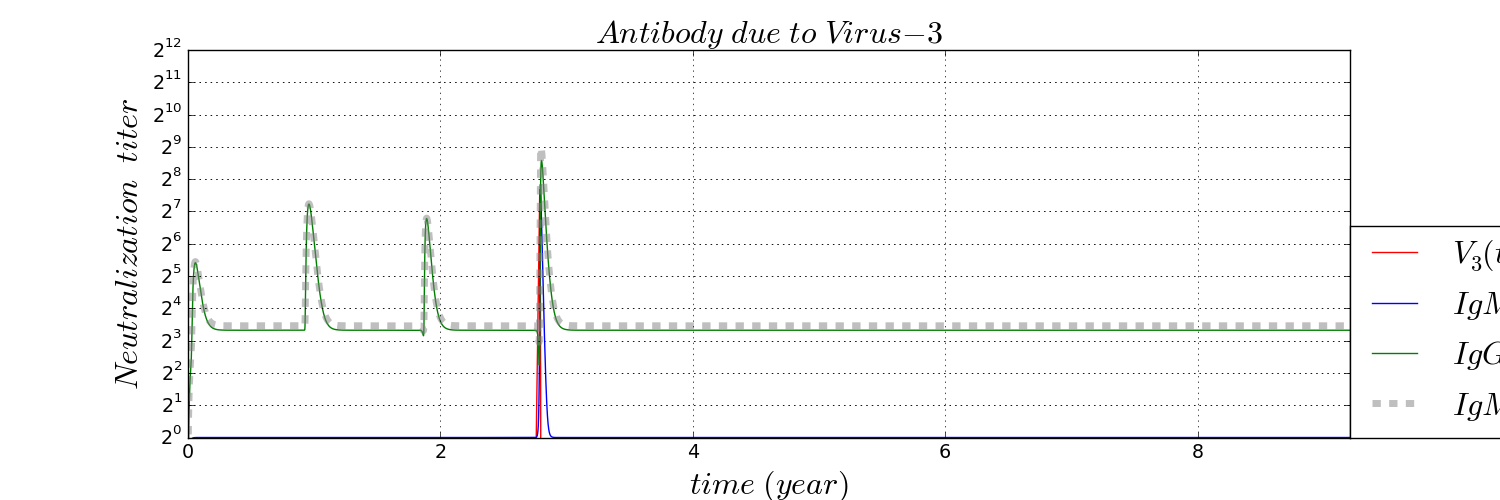 Antibody due to Virus−3
Neutralization titer
2^12
2^11
2^10
2^9
2^8
2^7
2^6
2^5
2^4
2^3
2^2
2^1
2^0
0 2 4 6 8
time (year)
V_3(
IgM
IgG
IgM